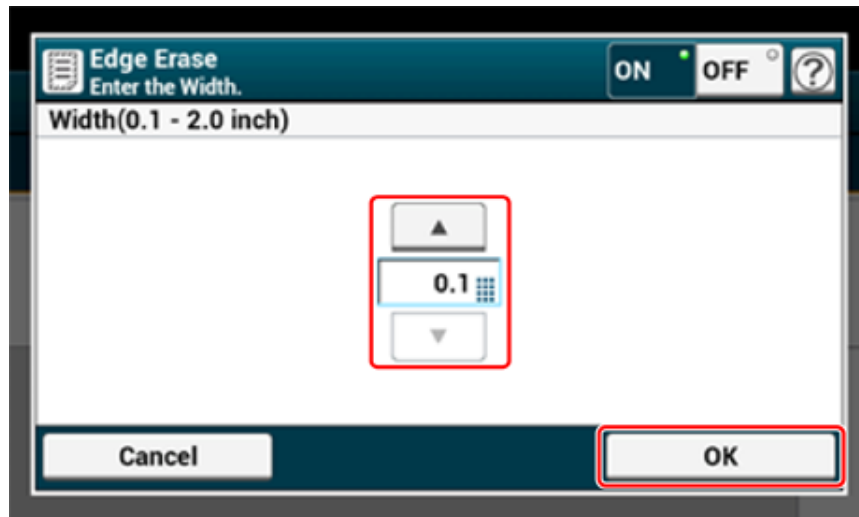 Edge Erase
Enter the Width.
ON OFF ?
Width(0.1 - 2.0 inch)
▲
0.1
▼
Cancel OK